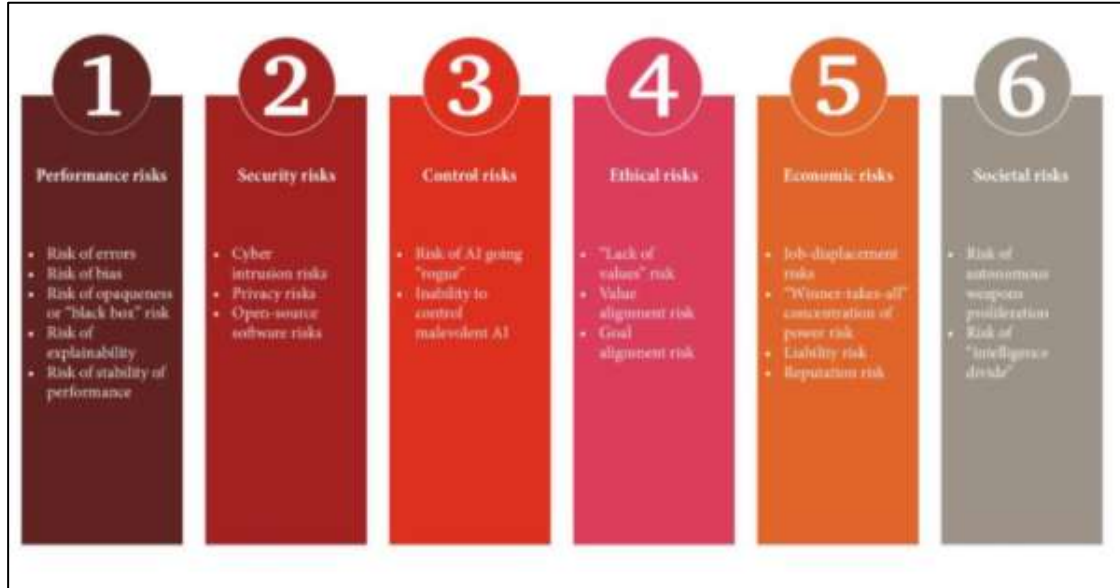 1
Performance risks
• Risk of errors
• Risk of bias
• Risk of opaqueness
or "black box" risk
• Risk of
explainability
• Risk of stability of
performance
2
Security risks
• Cyber
intrusion risks
• Privacy risks
• Open-source
software risks
3
Control risks
• Risk of AI going
"rogue"
• Inability to
control
malevolent AI
4
Ethical risks
• "Lack of
values" risk
• Value
alignment risk
• Goal
alignment risk
5
Economic risks
• Job-displacement
risks
• "Winner-takes-all"
concentration of
power risk
• Liability risk
• Reputation risk
6
Societal risks
• Risk of
autonomous
weapons
proliferation
• Risk of
"intelligence
divide"